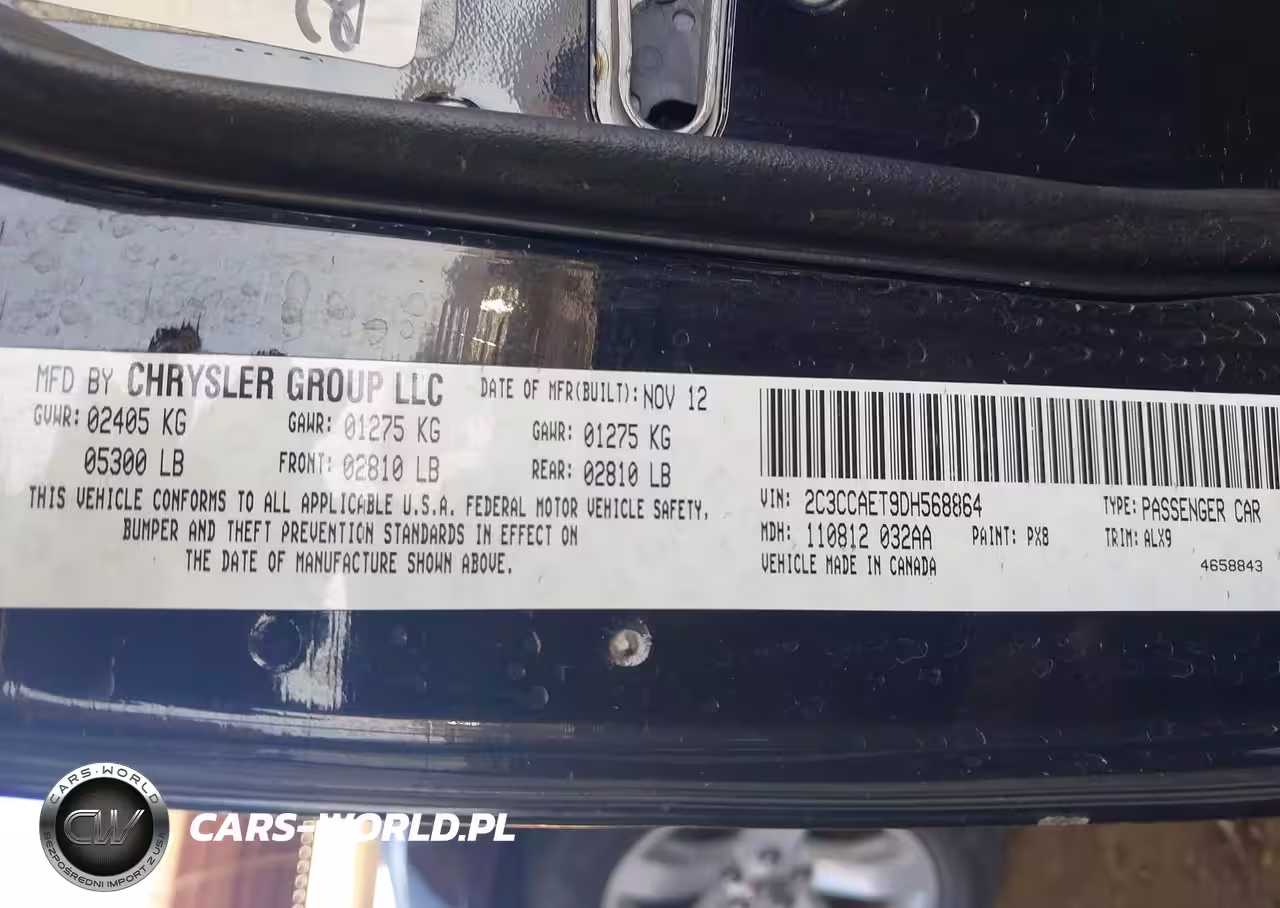 MFD BY CHRYSLER GROUP LLC DATE OF MFR(BUILT): NOV 12
GVWR: 02405 KG GAWR: 01275 KG GAWR: 01275 KG
05300 LB FRONT: 02810 LB REAR: 02810 LB
THIS VEHICLE CONFORMS TO ALL APPLICABLE U.S.A. FEDERAL MOTOR VEHICLE SAFETY,
BUMPER AND THEFT PREVENTION STANDARDS IN EFFECT ON
THE DATE OF MANUFACTURE SHOWN ABOVE.
VIN: 2C3CCAET9DH568864 TYPE: PASSENGER CAR
MDH: 110812 032AA PAINT: PX8 TRIM: ALX9
VEHICLE MADE IN CANADA 4658843
CARS-WORLD
CW
BEZPOŚREDNI IMPORT Z USA
CARS-WORLD.PL